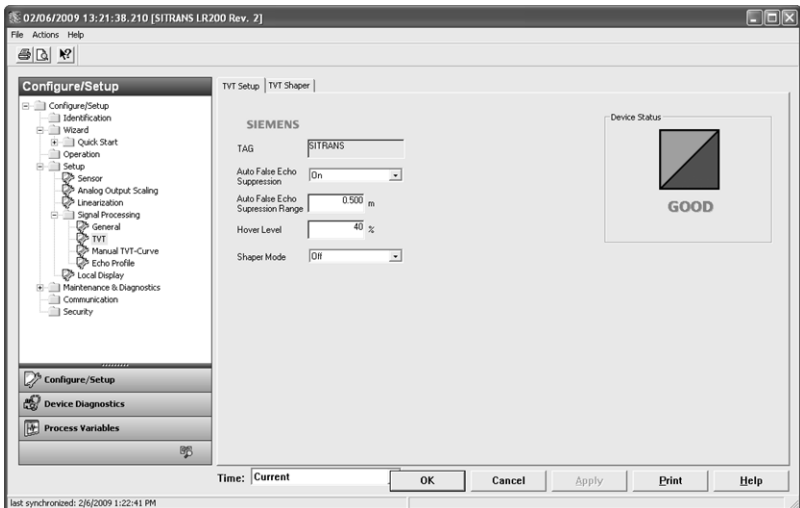 02/06/2009 13:21:38.210 [SITRANS LR200 Rev. 2]
File Actions Help
Configure/Setup
Configure/Setup
Identification
Wizard
Quick Start
Operation
Setup
Sensor
Analog Output Scaling
Linearization
Signal Processing
General
TVT
Manual TVT-Curve
Echo Profile
Local Display
Maintenance & Diagnostics
Communication
Security
Configure/Setup
Device Diagnostics
Process Variables
TVT Setup TVT Shaper
SIEMENS
TAG SITRANS
Auto False Echo
Suppression On
Auto False Echo
Supression Range 0.500 m
Hover Level 40 %
Shaper Mode Off
Device Status
GOOD
Time: Current OK Cancel Apply Print Help
last synchronized: 2/6/2009 1:22:41 PM